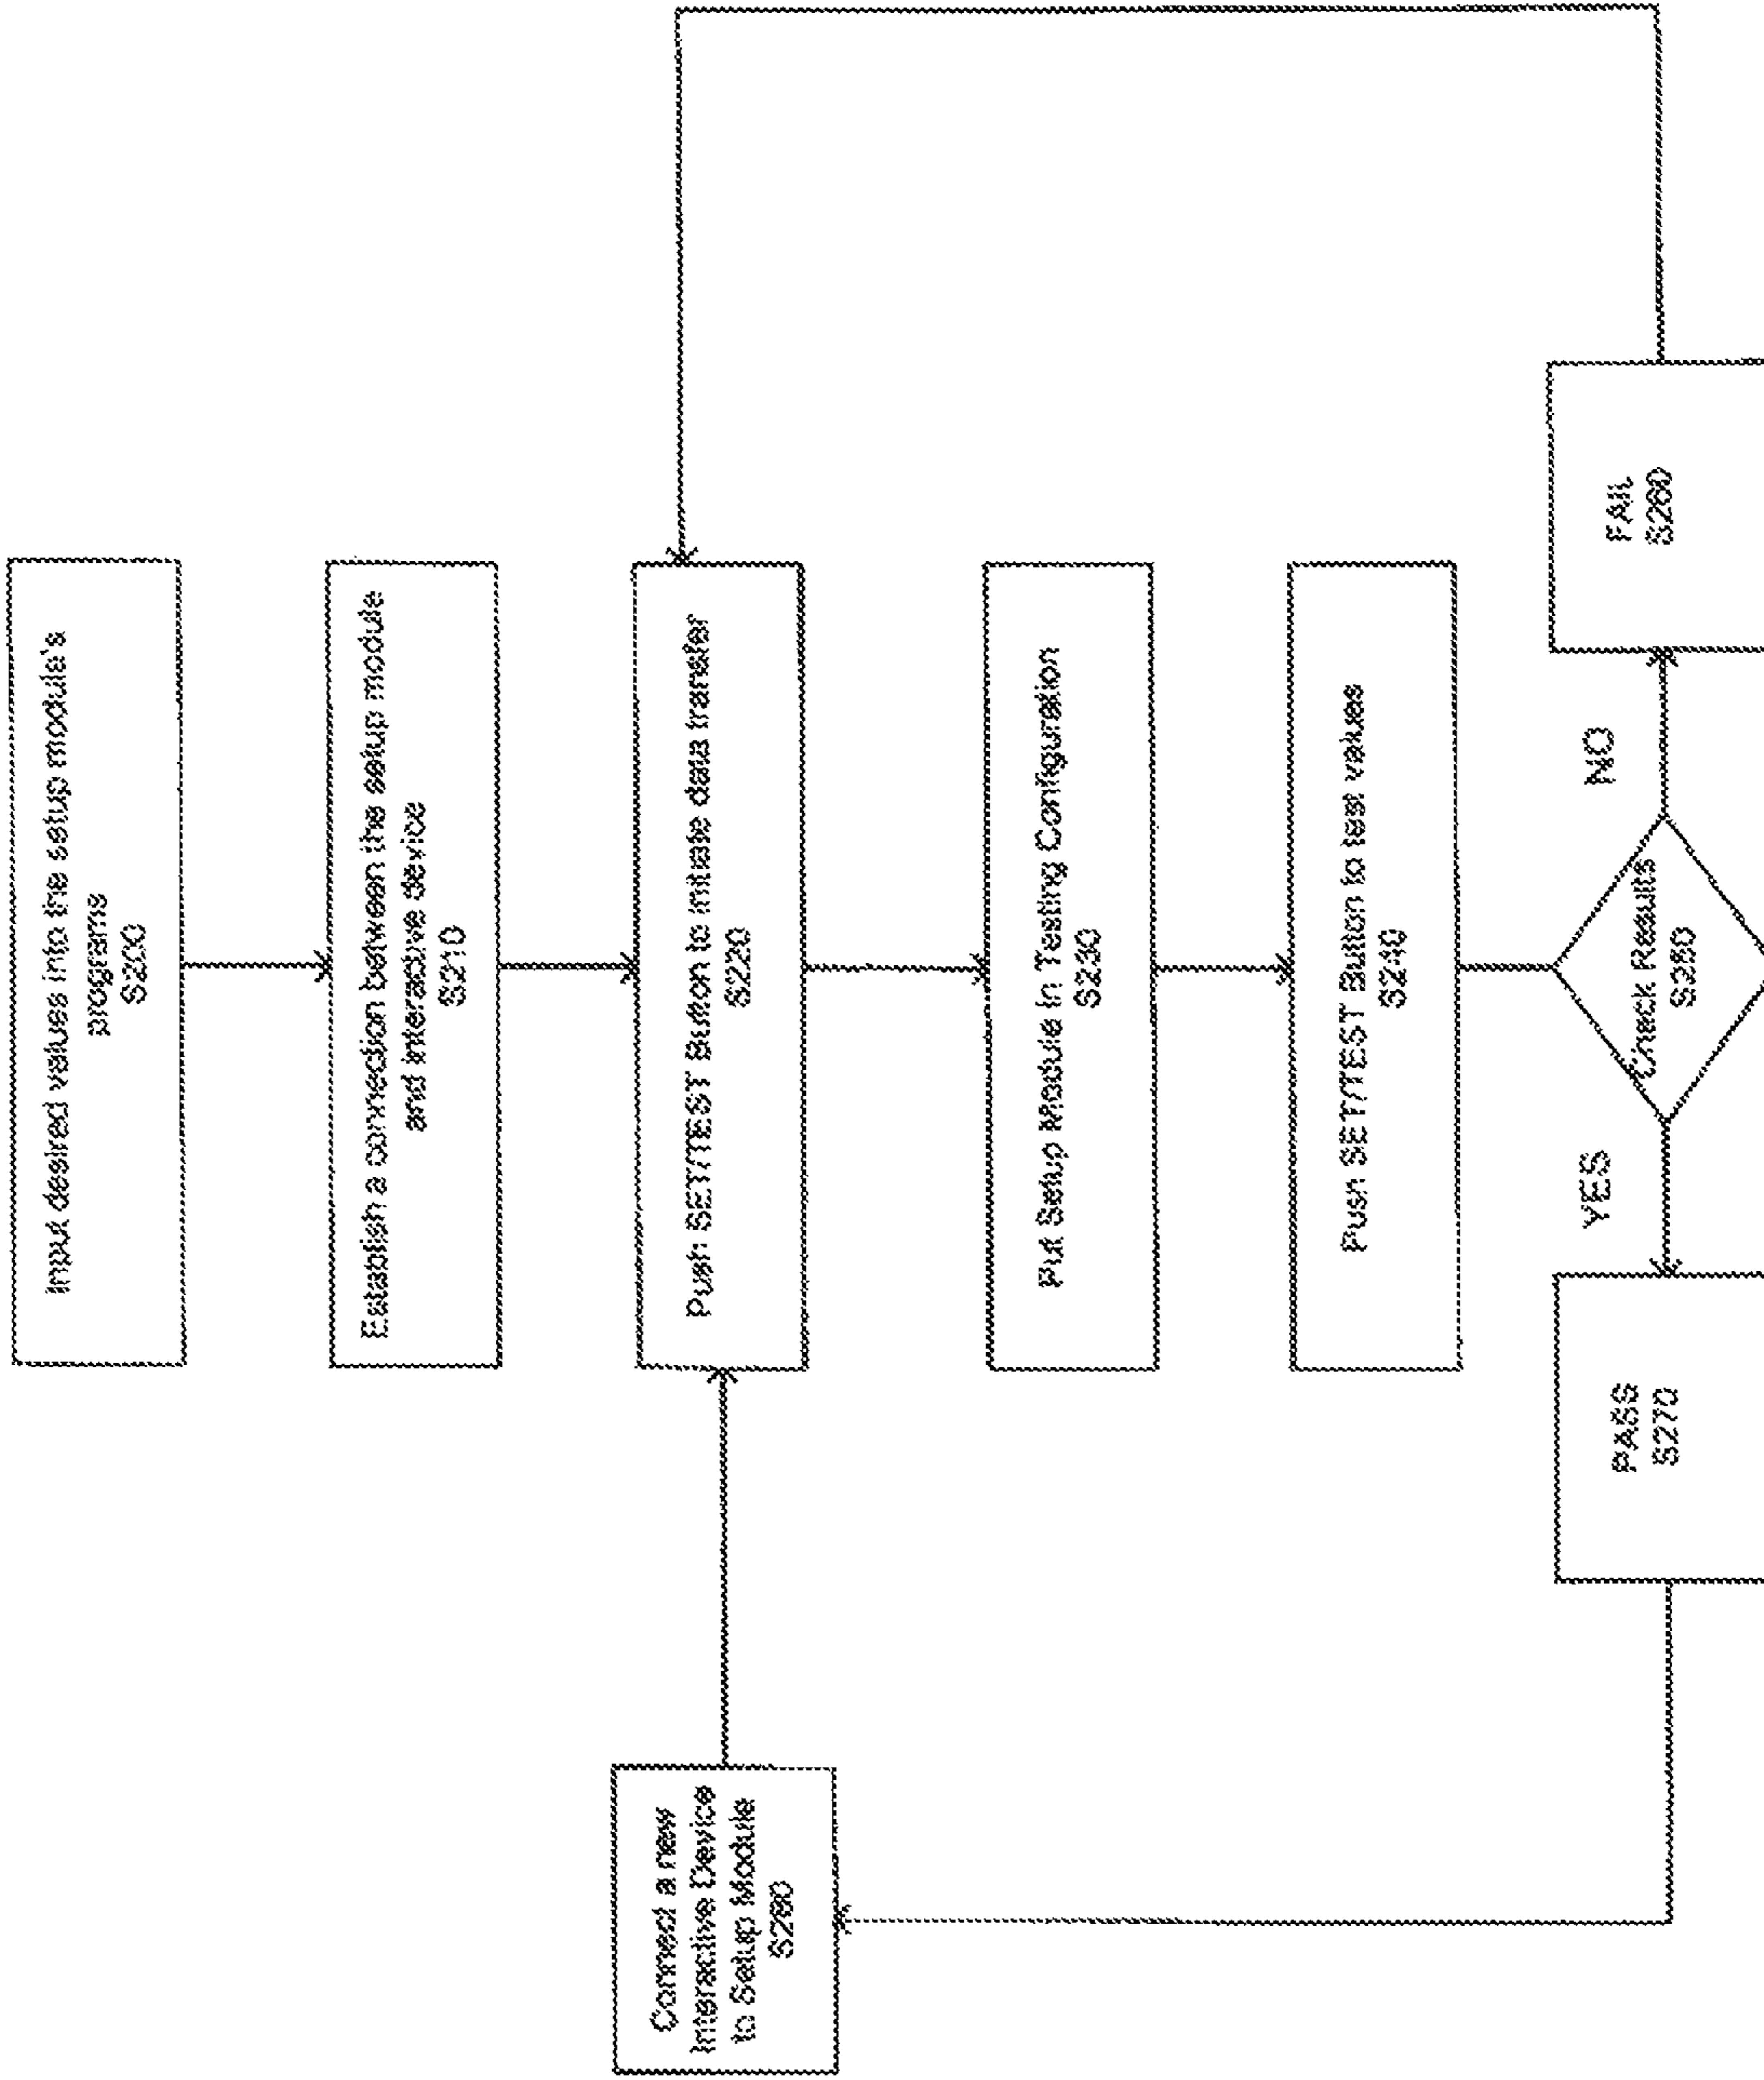 Input desired values into the setup module's
programs
S200
Establish a connection between the setup module
and interactive device
S210
Push SET/TEST Button to initiate data transfer
S220
Put Setup Module in Testing Configuration
S230
Push SET/TEST Button to test values
S240
Check Results
S250
YES
NO
PASS
S270
FAIL
S260
Connect a new
Interactive Device
to Setup Module
S280